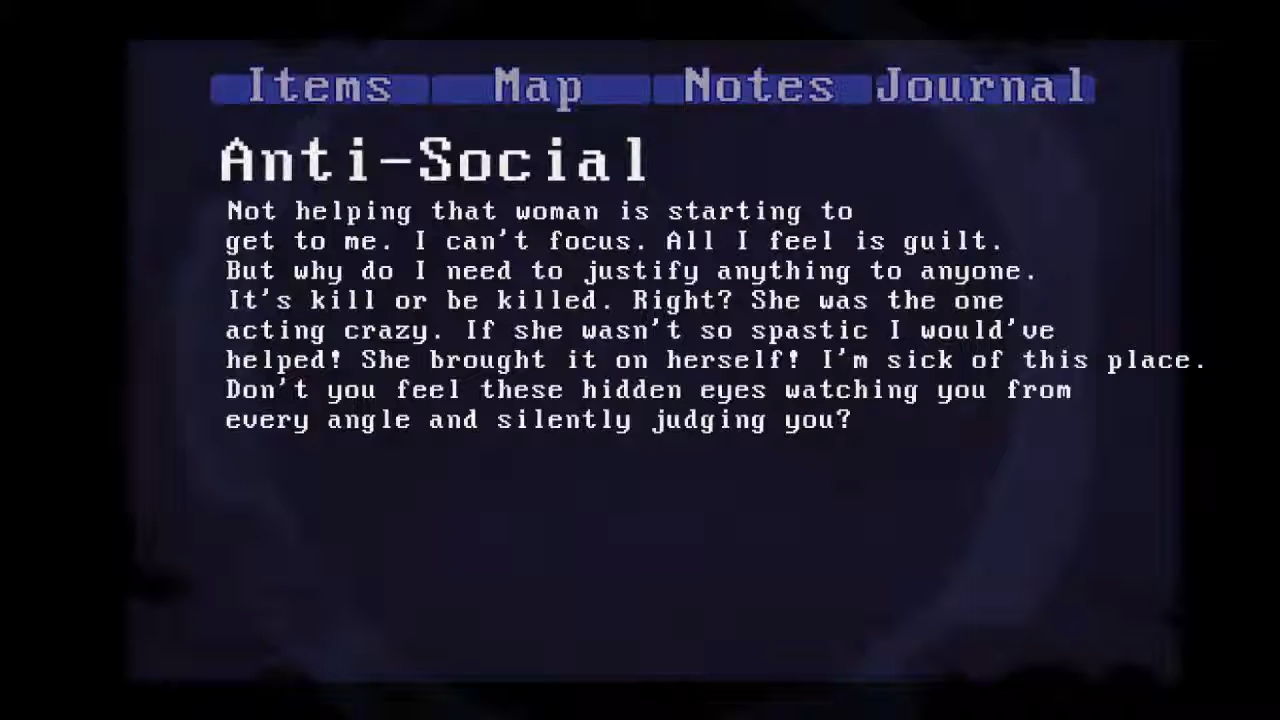 Items Map Notes Journal
Anti-Social
Not helping that woman is starting to
get to me. I can't focus. All I feel is guilt.
But why do I need to justify anything to anyone.
It's kill or be killed. Right? She was the one
acting crazy. If she wasn't so spastic I would've
helped! She brought it on herself! I'm sick of this place.
Don't you feel these hidden eyes watching you from
every angle and silently judging you?